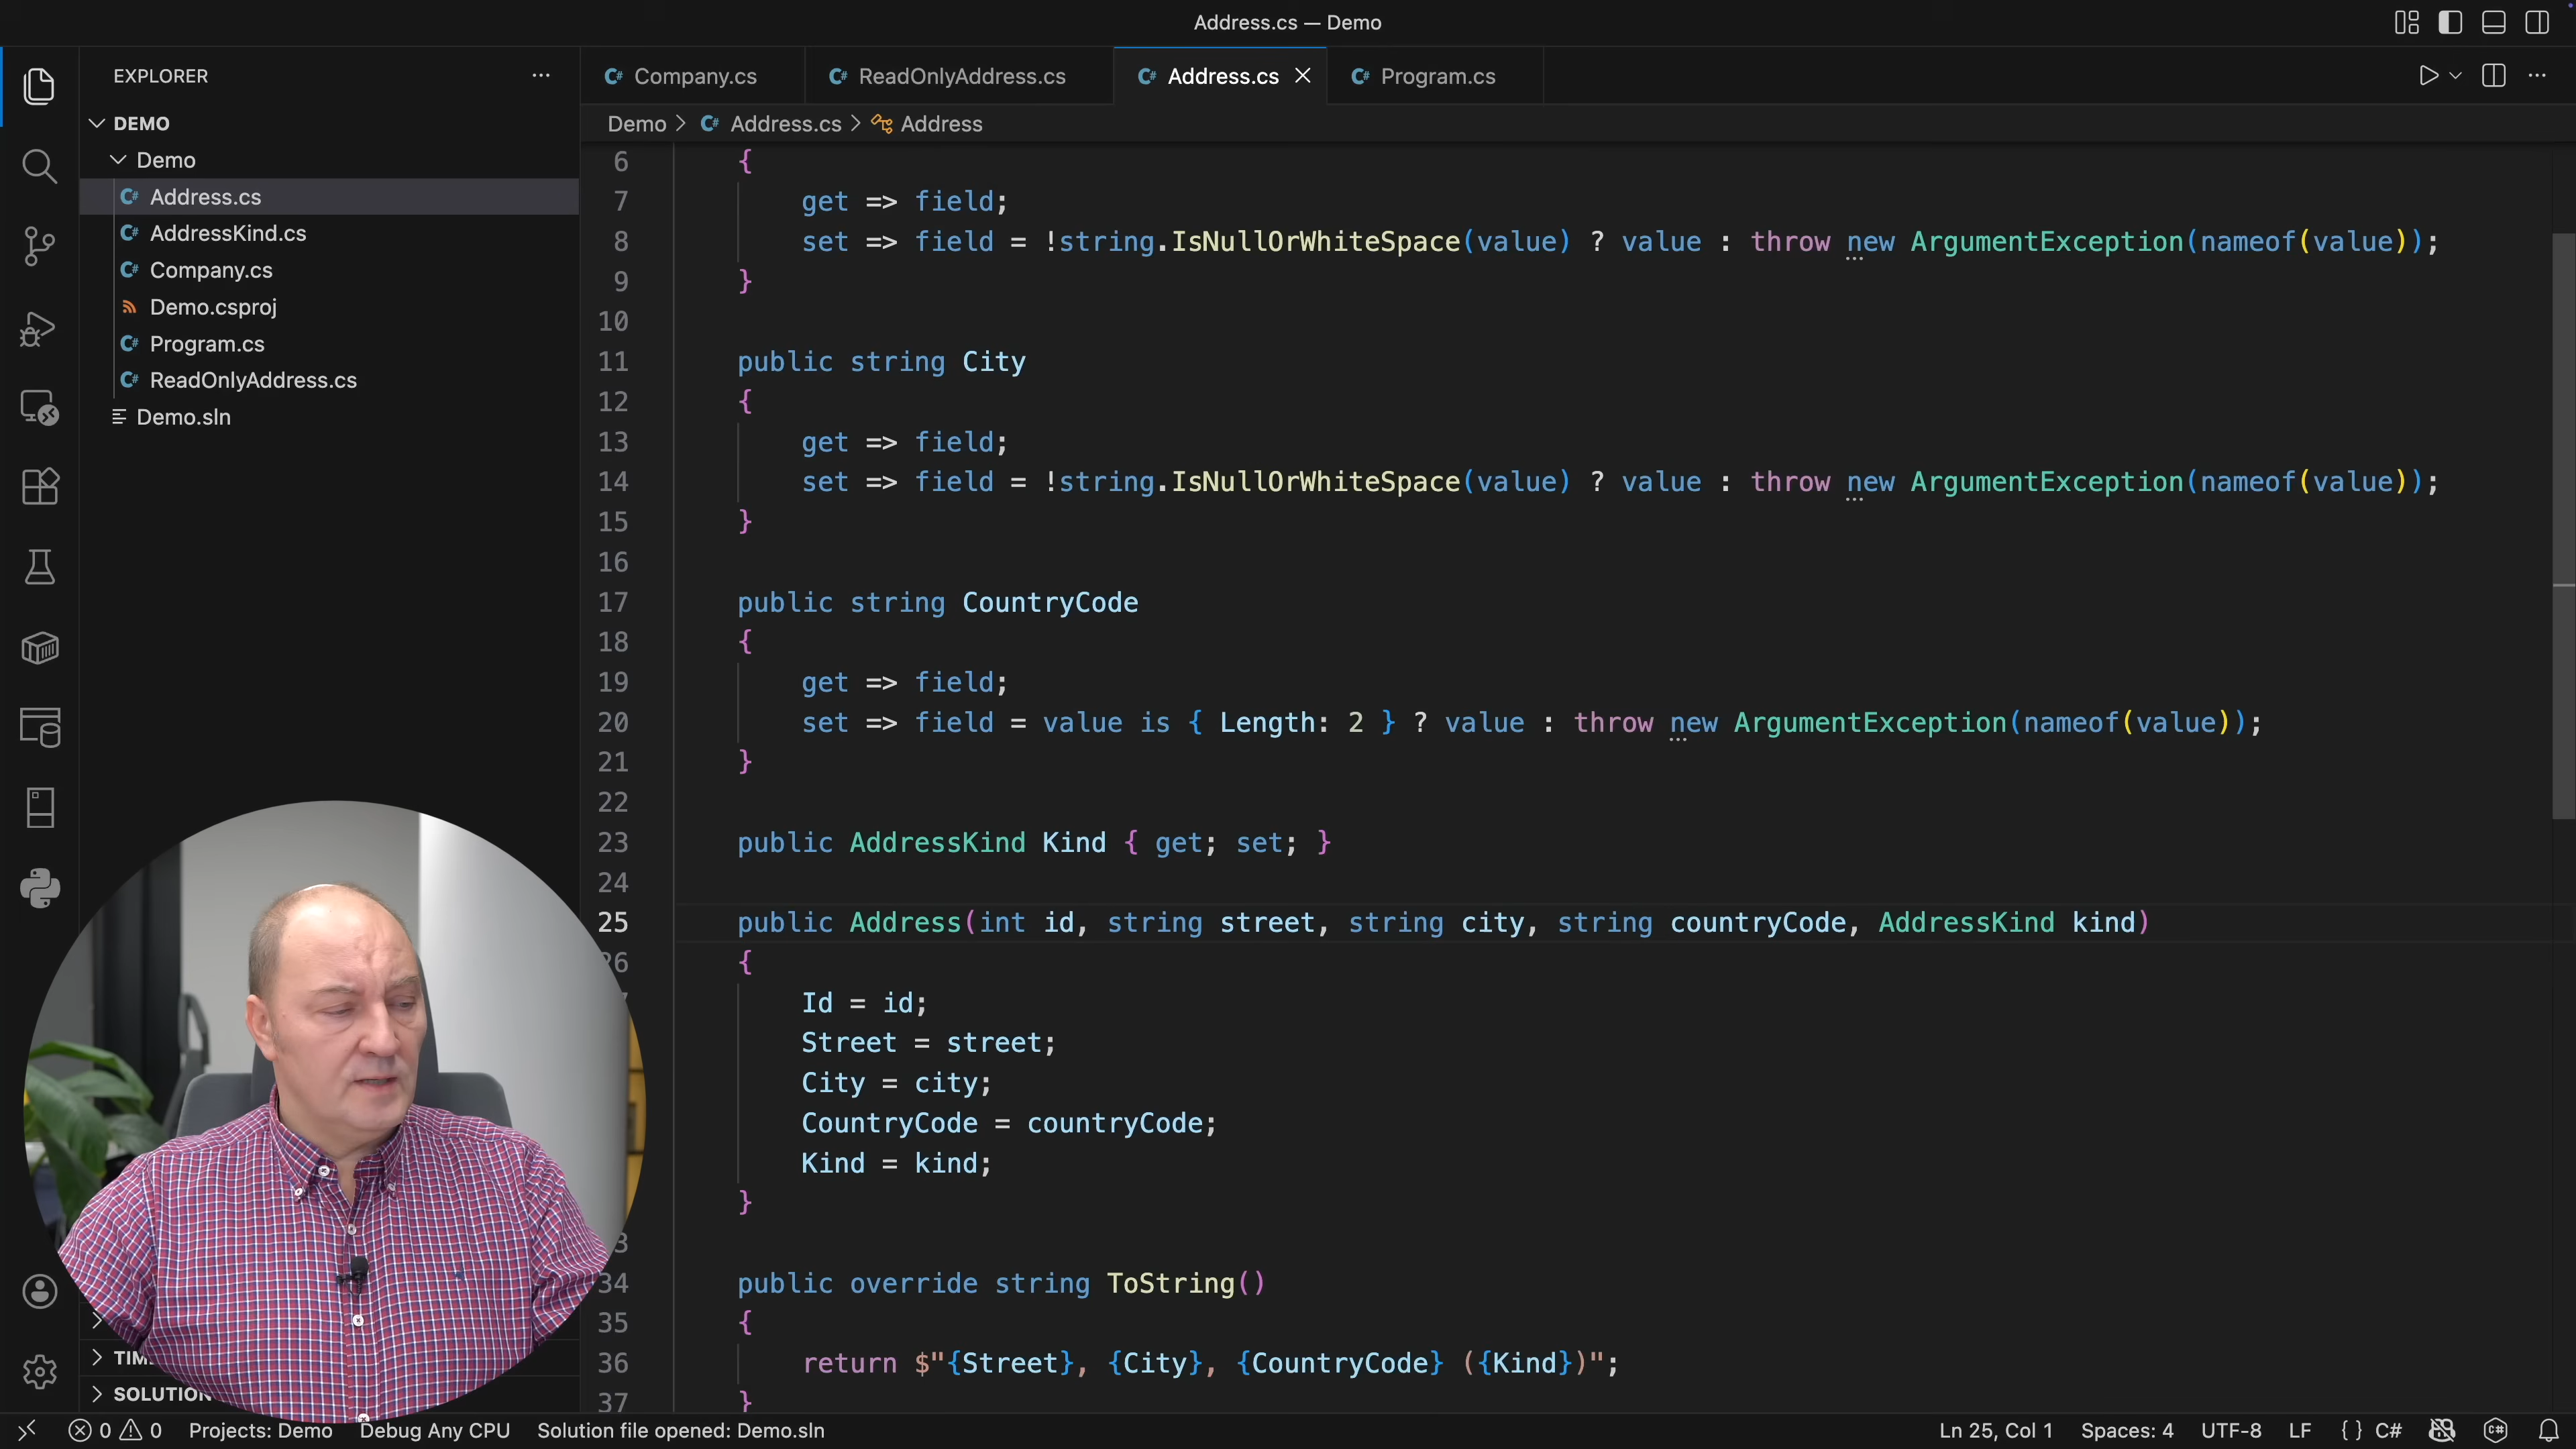 Address.cs — Demo
EXPLORER
DEMO
Demo
Address.cs
AddressKind.cs
Company.cs
Demo.csproj
Program.cs
ReadOnlyAddress.cs
Demo.sln
SOLUTION
Company.cs
ReadOnlyAddress.cs
Address.cs
Program.cs
Demo > Address.cs > Address
6 {
7 get => field;
8 set => field = !string.IsNullOrWhiteSpace(value) ? value : throw new ArgumentException(nameof(value));
9 }
10
11 public string City
12 {
13 get => field;
14 set => field = !string.IsNullOrWhiteSpace(value) ? value : throw new ArgumentException(nameof(value));
15 }
16
17 public string CountryCode
18 {
19 get => field;
20 set => field = value is { Length: 2 } ? value : throw new ArgumentException(nameof(value));
21 }
22
23 public AddressKind Kind { get; set; }
24
25 public Address(int id, string street, string city, string countryCode, AddressKind kind)
26 {
Id = id;
Street = street;
City = city;
CountryCode = countryCode;
Kind = kind;
}
3
34 public override string ToString()
35 {
36 return $"{Street}, {City}, {CountryCode} ({Kind})";
37 }
0 0 Projects: Demo Debug Any CPU Solution file opened: Demo.sln Ln 25, Col 1 Spaces: 4 UTF-8 LF { } C#